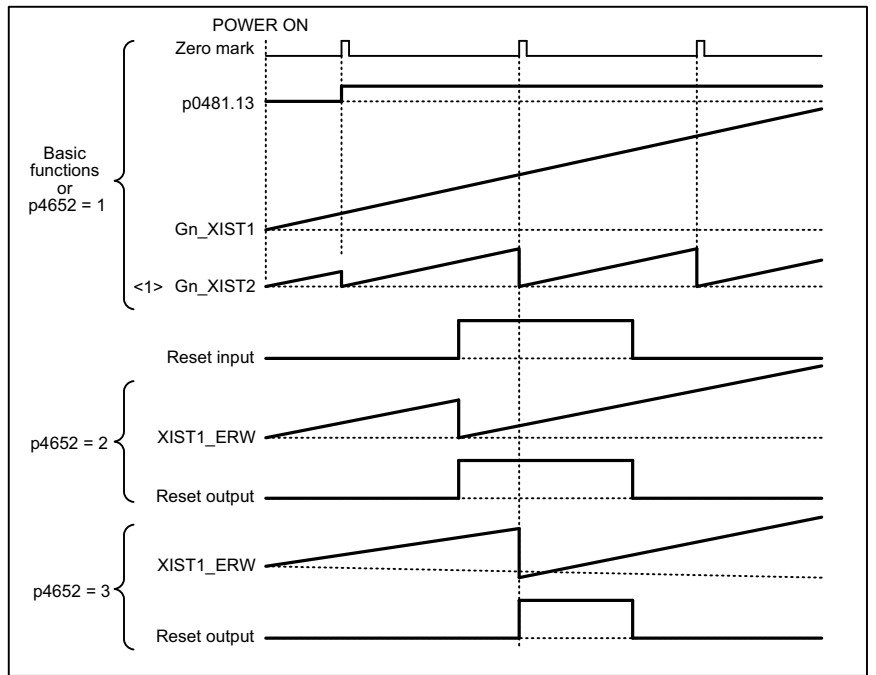 POWER ON
Zero mark
p0481.13
Basic
functions
or
p4652 = 1
Gn_XIST1
<1> Gn_XIST2
Reset input
p4652 = 2
XIST1_ERW
Reset output
XIST1_ERW
p4652 = 3
Reset output